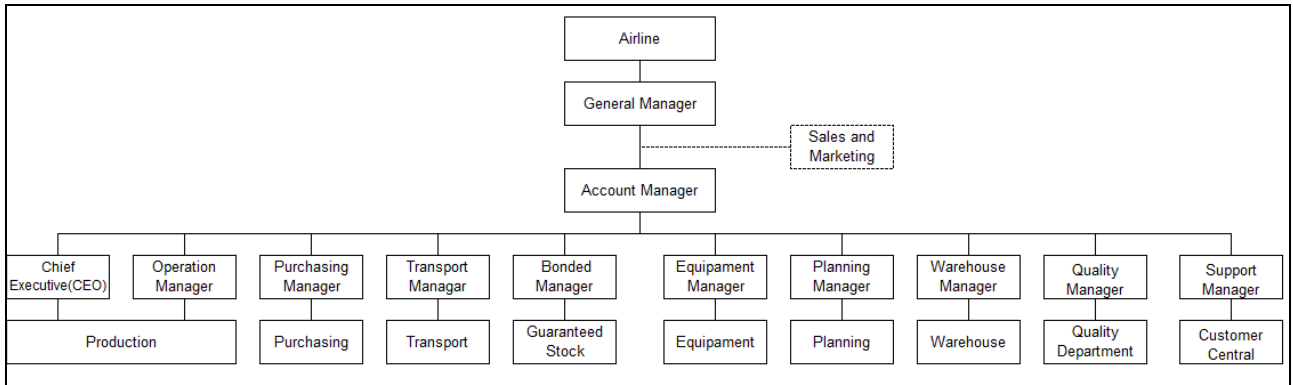 Airline
General Manager
Sales and
Marketing
Account Manager
Chief
Executive(CEO)
Operation
Manager
Purchasing
Manager
Transport
Managar
Bonded
Manager
Equipament
Manager
Planning
Manager
Warehouse
Manager
Quality
Manager
Support
Manager
Production
Purchasing
Transport
Guaranteed
Stock
Equipament
Planning
Warehouse
Quality
Department
Customer
Central